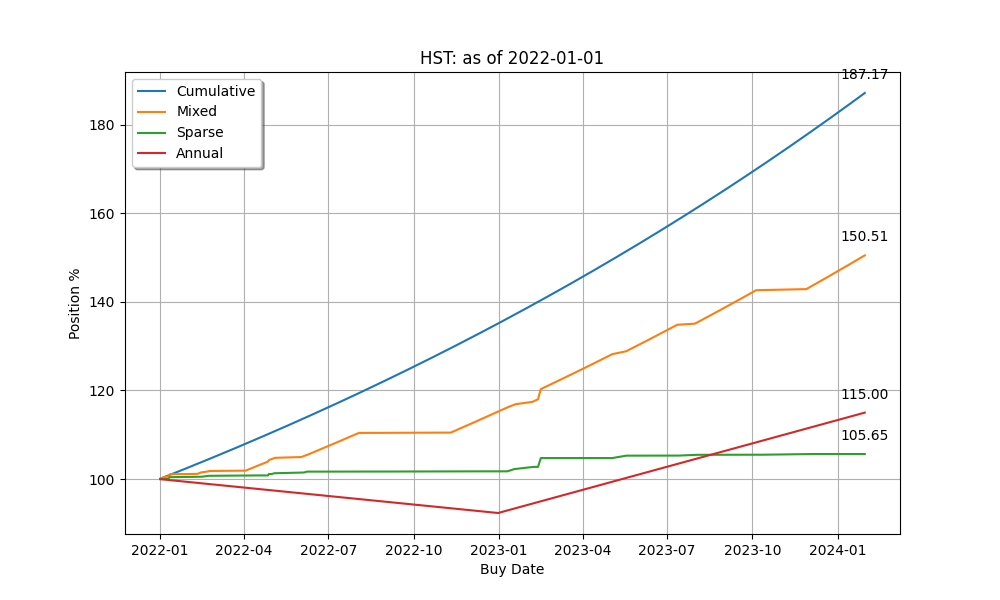 HST: as of 2022-01-01
187.17
Cumulative
Mixed
Sparse
Annual
180
160
150.51
140
120
115.00
105.65
100
Position %
2022-01 2022-04 2022-07 2022-10 2023-01 2023-04 2023-07 2023-10 2024-01
Buy Date